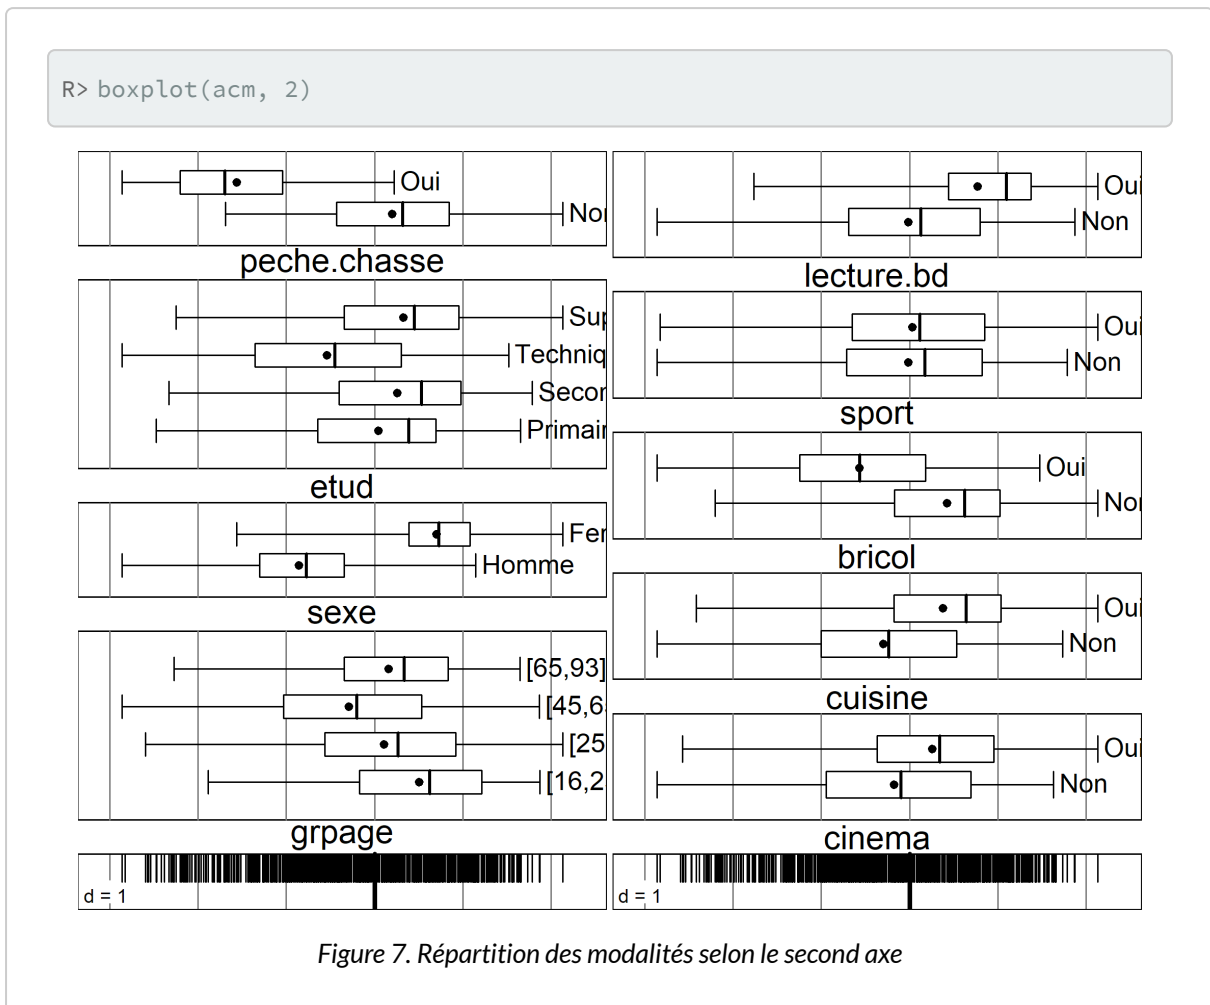 R> boxplot(acm, 2)
Oui
Non
peche.chasse
Sup
Techniq
Secon
Primair
etud
Fem
Homme
sexe
[65,93]
[45,6
[25
[16,2
grpage
d = 1
Oui
Non
lecture.bd
Oui
Non
sport
Oui
Non
bricol
Oui
Non
cuisine
Oui
Non
cinema
d = 1
Figure 7. Répartition des modalités selon le second axe